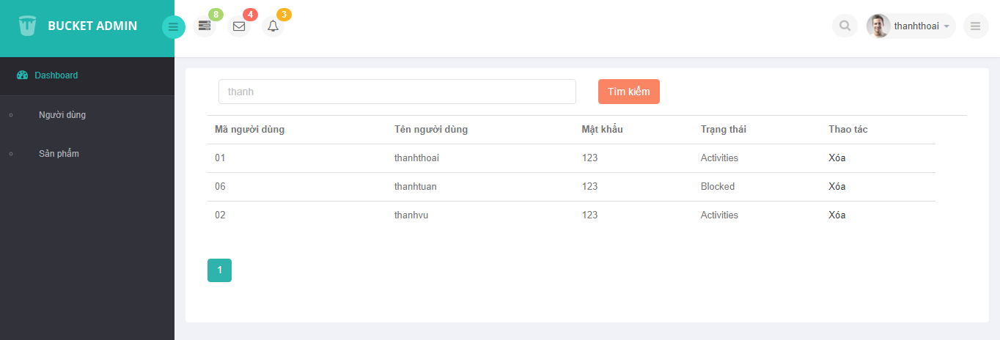 BUCKET ADMIN
8 4 3
thanhthoai
Dashboard
Người dùng
Sản phẩm
thanh Tìm kiếm
Mã người dùng Tên người dùng Mật khẩu Trạng thái Thao tác
01 thanhthoai 123 Activities Xóa
06 thanhtuan 123 Blocked Xóa
02 thanhvu 123 Activities Xóa
1